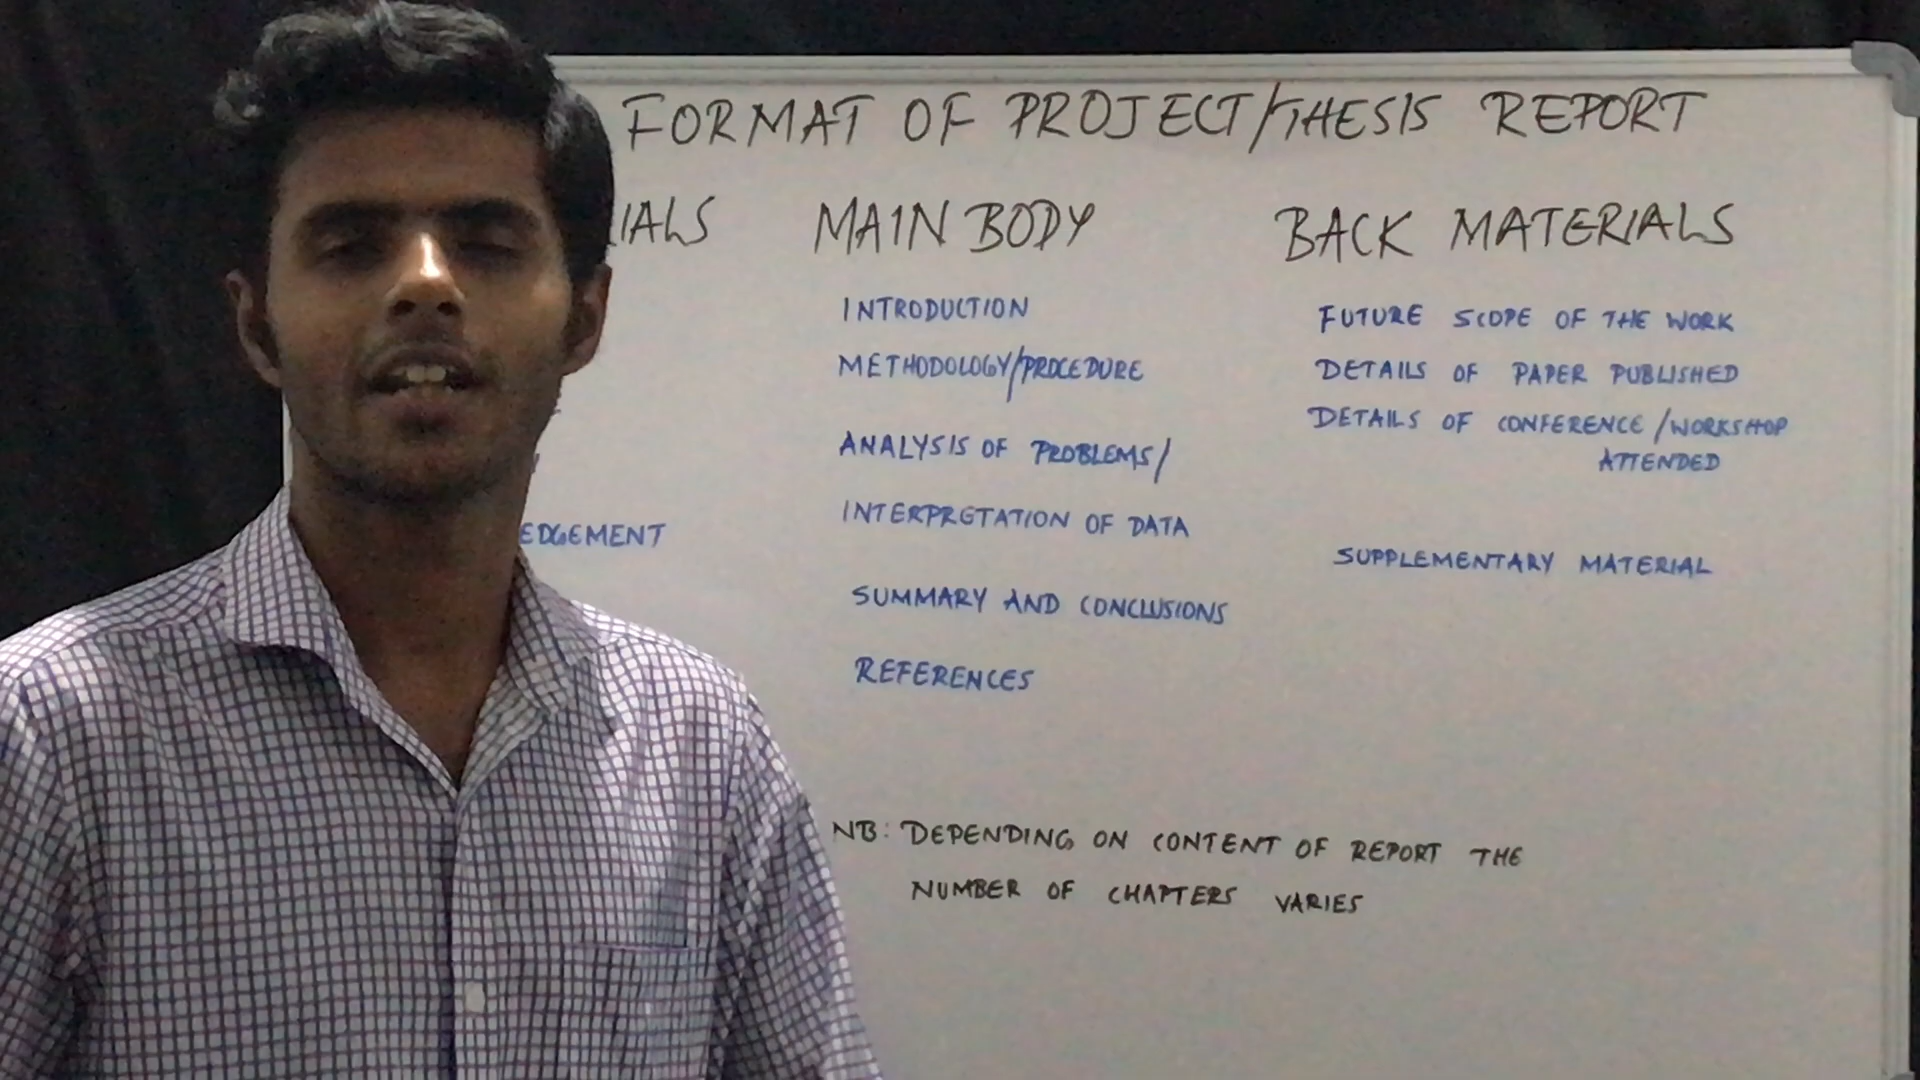 FORMAT OF PROJECT/THESIS REPORT
IALS
EDGEMENT
MAIN BODY
INTRODUCTION
METHODOLOGY/PROCEDURE
ANALYSIS OF PROBLEMS/
INTERPRETATION OF DATA
SUMMARY AND CONCLUSIONS
REFERENCES
BACK MATERIALS
FUTURE SCOPE OF THE WORK
DETAILS OF PAPER PUBLISHED
DETAILS OF CONFERENCE/WORKSHOP
ATTENDED
SUPPLEMENTARY MATERIAL
NB: DEPENDING ON CONTENT OF REPORT THE
NUMBER OF CHAPTERS VARIES